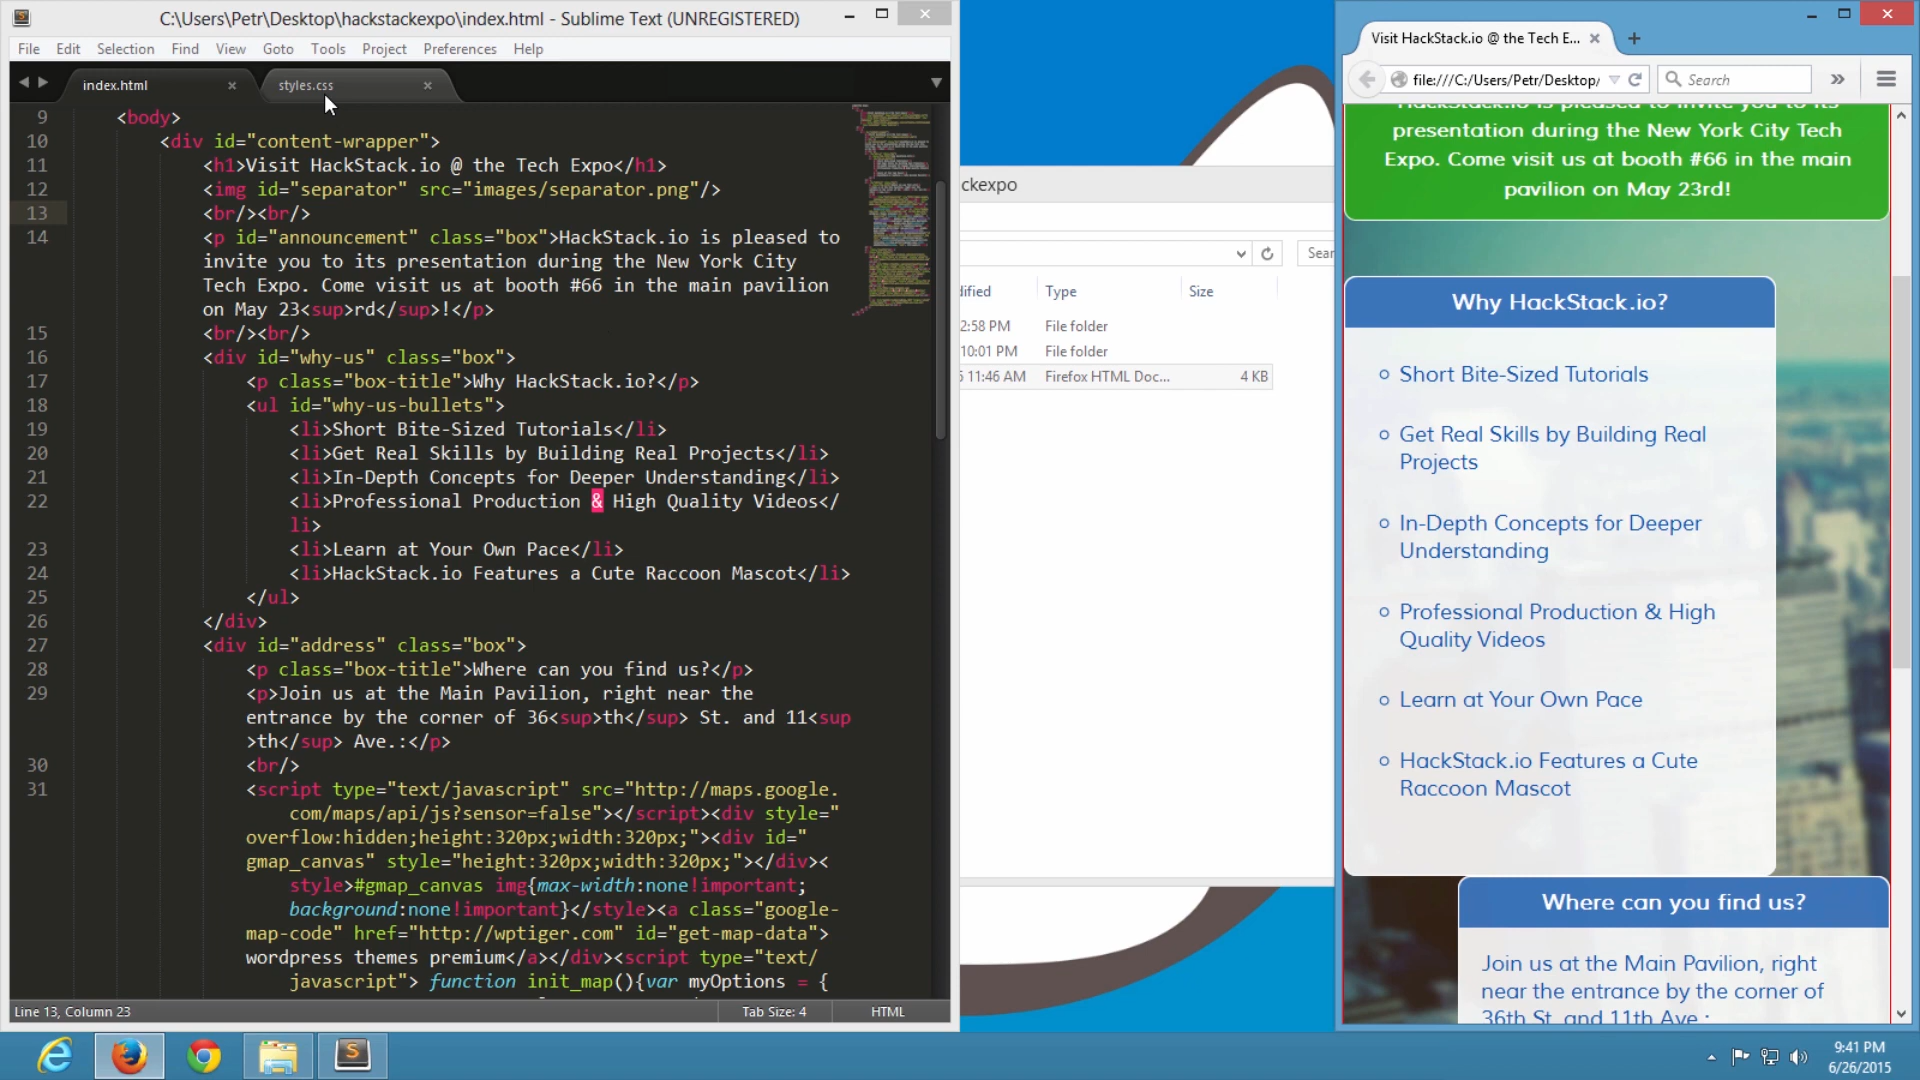 C:\Users\Petr\Desktop\hackstackexpo\index.html - Sublime Text (UNREGISTERED)
File Edit Selection Find View Goto Tools Project Preferences Help
index.html
styles.css
9 <body>
10 <div id="content-wrapper">
11 <h1>Visit HackStack.io @ the Tech Expo</h1>
12 <img id="separator" src="images/separator.png"/>
13 <br/><br/>
14 <p id="announcement" class="box">HackStack.io is pleased to
invite you to its presentation during the New York City
Tech Expo. Come visit us at booth #66 in the main pavilion
on May 23<sup>rd</sup>!</p>
15 <br/><br/>
16 <div id="why-us" class="box">
17 <p class="box-title">Why HackStack.io?</p>
18 <ul id="why-us-bullets">
19 <li>Short Bite-Sized Tutorials</li>
20 <li>Get Real Skills by Building Real Projects</li>
21 <li>In-Depth Concepts for Deeper Understanding</li>
22 <li>Professional Production & High Quality Videos</
li>
23 <li>Learn at Your Own Pace</li>
24 <li>HackStack.io Features a Cute Raccoon Mascot</li>
25 </ul>
26 </div>
27 <div id="address" class="box">
28 <p class="box-title">Where can you find us?</p>
29 <p>Join us at the Main Pavilion, right near the
entrance by the corner of 36<sup>th</sup> St. and 11<sup
>th</sup> Ave.:</p>
30 <br/>
31 <script type="text/javascript" src="http://maps.google.
com/maps/api/js?sensor=false"></script><div style="
overflow:hidden;height:320px;width:320px;"><div id="
gmap_canvas" style="height:320px;width:320px;"></div><
style>#gmap_canvas img{max-width:none!important;
background:none!important}</style><a class="google-
map-code" href="http://wptiger.com" id="get-map-data">
wordpress themes premium</a></div><script type="text/
javascript"> function init_map(){var myOptions = {
Line 13, Column 23
Tab Size: 4
HTML
ckexpo
Sear
dified Type Size
2:58 PM File folder
10:01 PM File folder
5 11:46 AM Firefox HTML Doc... 4 KB
Visit HackStack.io @ the Tech E...
file:///C:/Users/Petr/Desktop/
Search
HackStack.io is pleased to invite you to its
presentation during the New York City Tech
Expo. Come visit us at booth #66 in the main
pavilion on May 23rd!
Why HackStack.io?
Short Bite-Sized Tutorials
Get Real Skills by Building Real
Projects
In-Depth Concepts for Deeper
Understanding
Professional Production & High
Quality Videos
Learn at Your Own Pace
HackStack.io Features a Cute
Raccoon Mascot
Where can you find us?
Join us at the Main Pavilion, right
near the entrance by the corner of
36th St. and 11th Ave.:
9:41 PM
6/26/2015